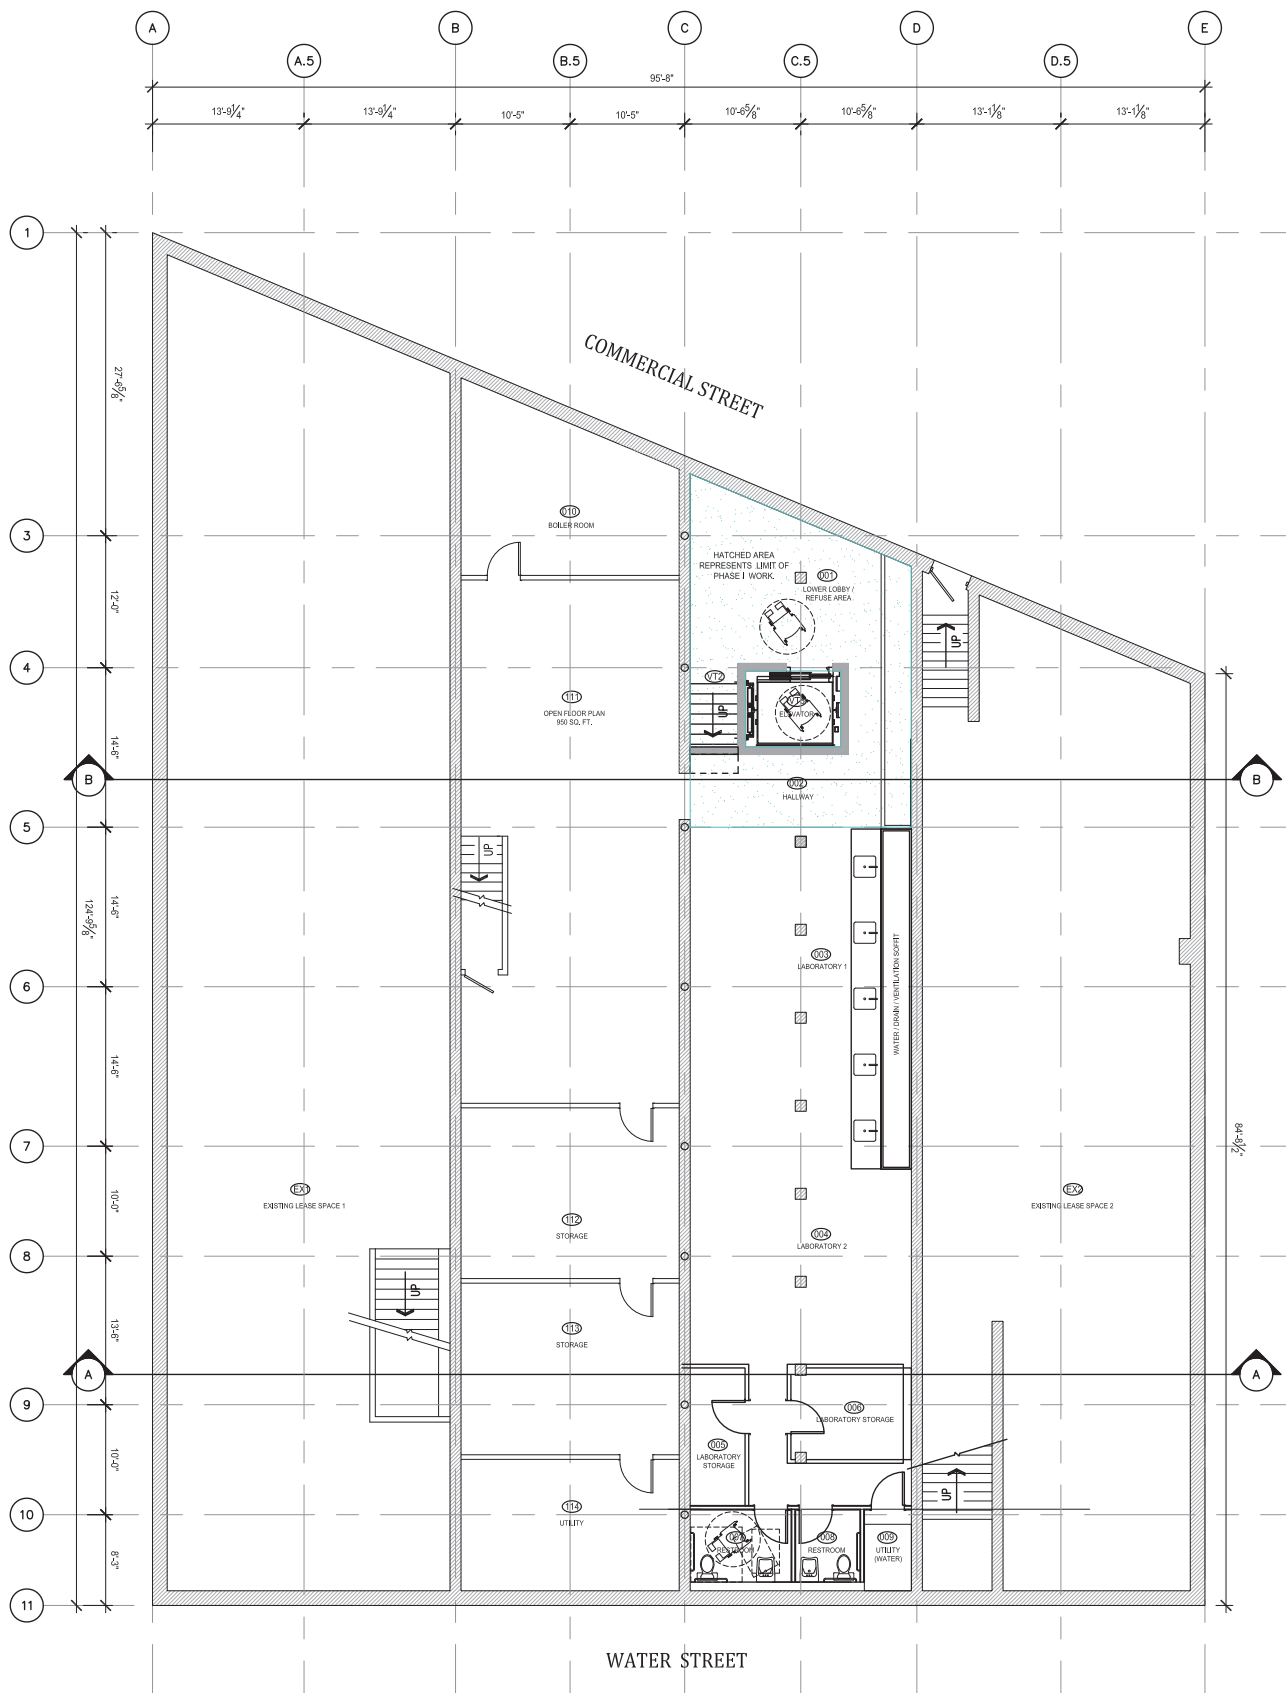 A
B
C
D
E
A.5
B.5
C.5
D.5
95'-8"
13'-9 1/4"
13'-9 1/4"
10'-5"
10'-5"
10'-6 5/8"
10'-6 5/8"
13'-1 1/8"
13'-1 1/8"
1
COMMERCIAL STREET
27'-6 5/8"
010
BOILER ROOM
3
HATCHED AREA
REPRESENTS LIMIT OF
PHASE I WORK.
001
LOWER LOBBY /
REFUSE AREA
12'-0"
UP
4
VT2
111
OPEN FLOOR PLAN
950 SQ. FT.
UP
ELEVATOR
14'-6"
B
B
002
HALLWAY
5
UP
124'-9 5/8"
14'-6"
003
LABORATORY 1
WATER / DRAIN / VENTILATION SOFFIT
6
14'-6"
7
84'-8 1/2"
EX1
EXISTING LEASE SPACE 1
10'-0"
EX2
EXISTING LEASE SPACE 2
112
STORAGE
004
LABORATORY 2
8
UP
13'-6"
113
STORAGE
A
A
9
006
LABORATORY STORAGE
005
LABORATORY
STORAGE
10'-0"
UP
114
UTILITY
10
007
RESTROOM
008
RESTROOM
009
UTILITY
(WATER)
8'-3"
11
WATER STREET